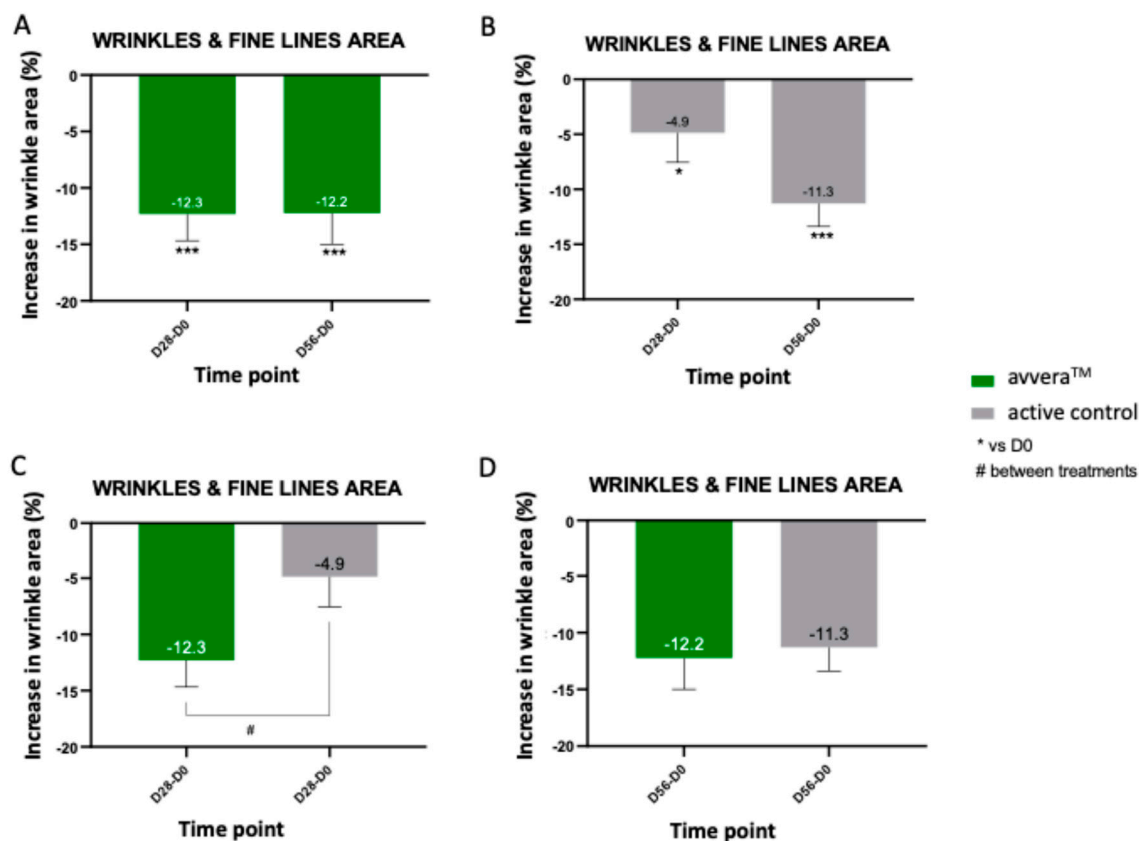 A
WRINKLES & FINE LINES AREA
Increase in wrinkle area (%)
0
-5
-10
-15
-20
-12.3
-12.2
***
***
D28-D0
D56-D0
Time point
B
WRINKLES & FINE LINES AREA
Increase in wrinkle area (%)
0
-5
-10
-15
-20
-4.9
-11.3
*
***
D28-D0
D56-D0
Time point
avvera™
active control
* vs D0
# between treatments
C
WRINKLES & FINE LINES AREA
Increase in wrinkle area (%)
0
-5
-10
-15
-20
-12.3
-4.9
#
D28-D0
D28-D0
Time point
D
WRINKLES & FINE LINES AREA
Increase in wrinkle area (%)
0
-5
-10
-15
-20
-12.2
-11.3
D56-D0
D56-D0
Time point